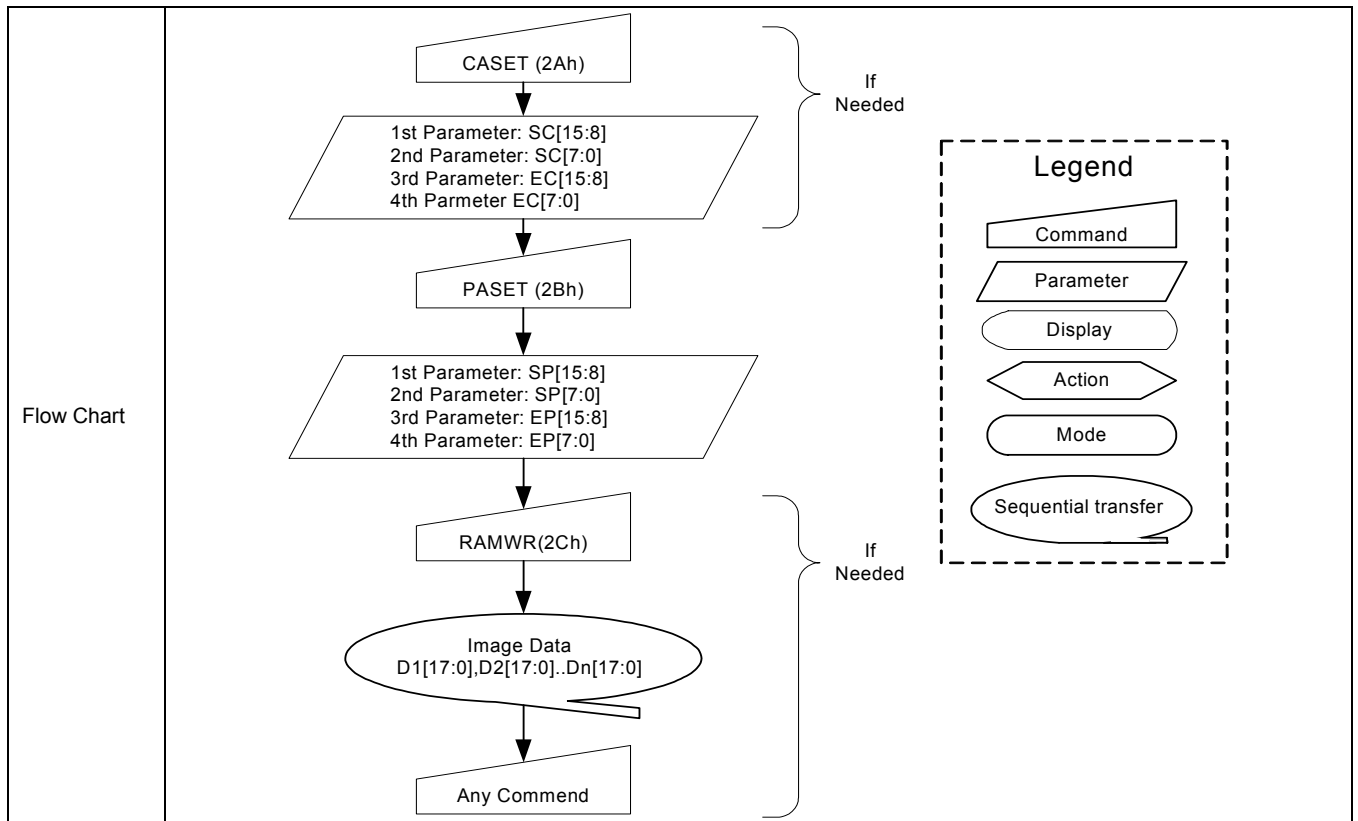 Flow Chart
CASET (2Ah)
1st Parameter: SC[15:8]
2nd Parameter: SC[7:0]
3rd Parameter: EC[15:8]
4th Parmeter EC[7:0]
If
Needed
PASET (2Bh)
1st Parameter: SP[15:8]
2nd Parameter: SP[7:0]
3rd Parameter: EP[15:8]
4th Parameter: EP[7:0]
RAMWR(2Ch)
Image Data
D1[17:0],D2[17:0]..Dn[17:0]
Any Commend
If
Needed
Legend
Command
Parameter
Display
Action
Mode
Sequential transfer